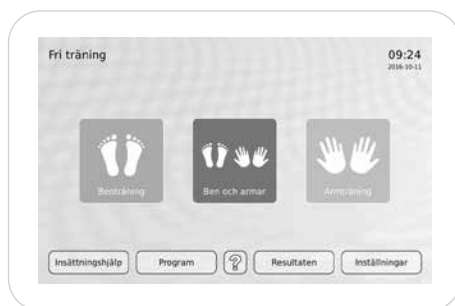 Fri träning
09:24
2016-10-11
Benträning
Ben och armar
Armträning
Insättningshjälp
Program
?
Resultaten
Inställningar